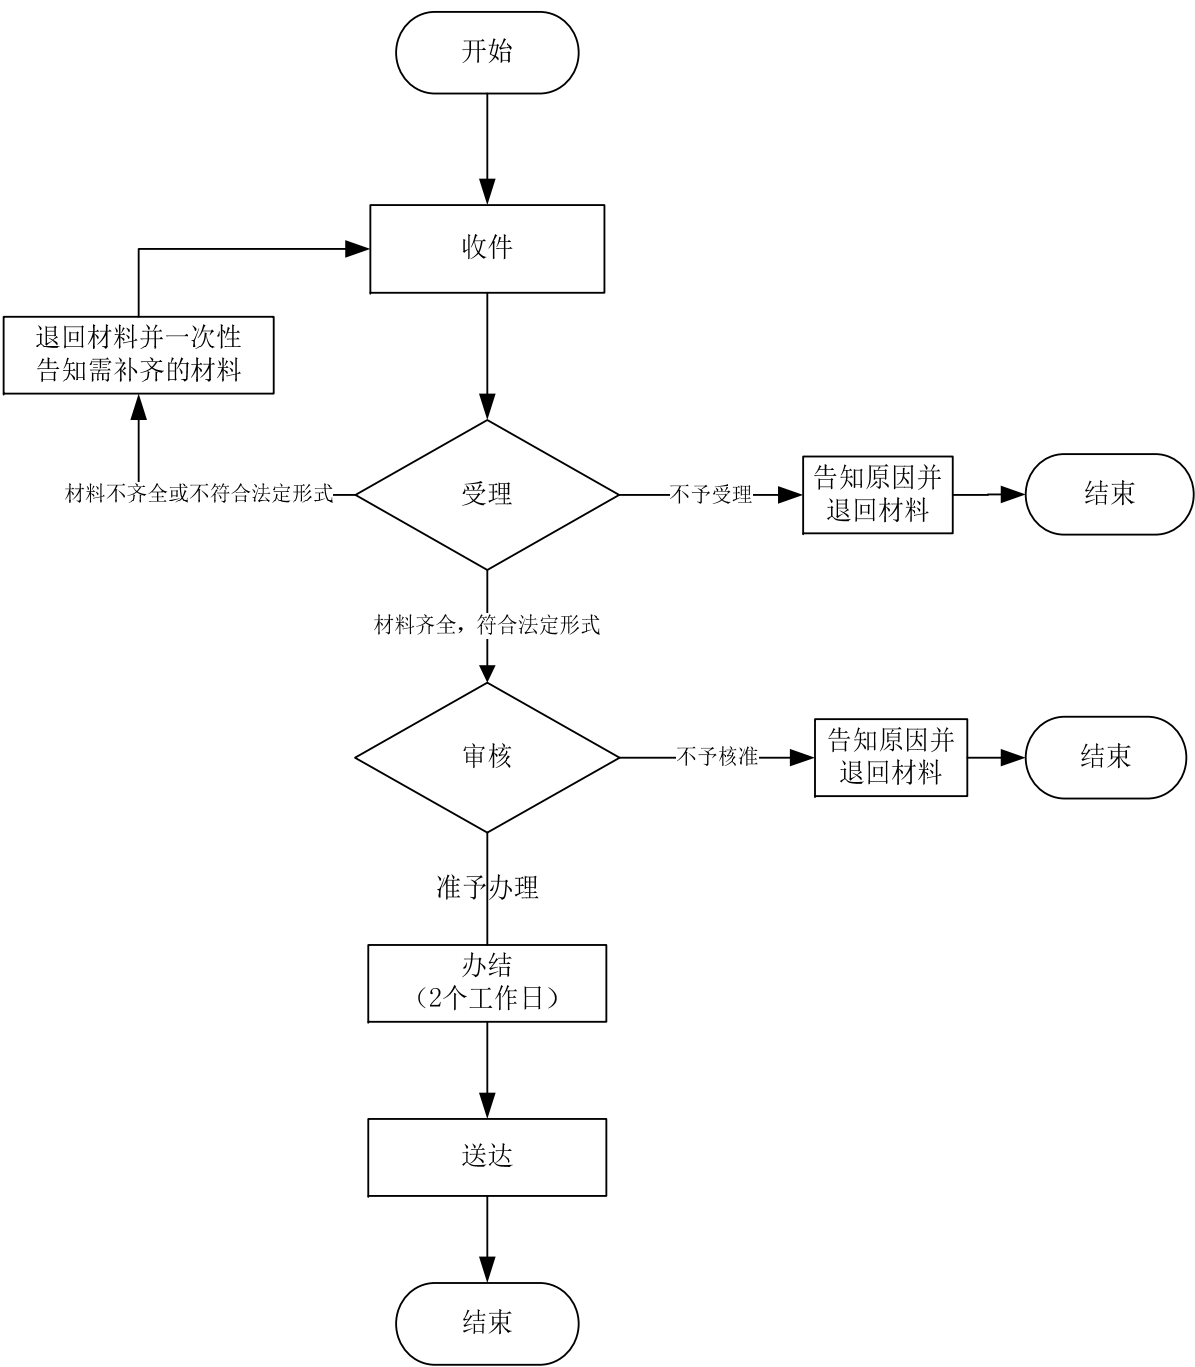 开始
收件
退回材料并一次性
告知需补齐的材料
材料不齐全或不符合法定形式
受理
不予受理
告知原因并
退回材料
结束
材料齐全，符合法定形式
审核
不予核准
告知原因并
退回材料
结束
准予办理
办结
（2个工作日）
送达
结束